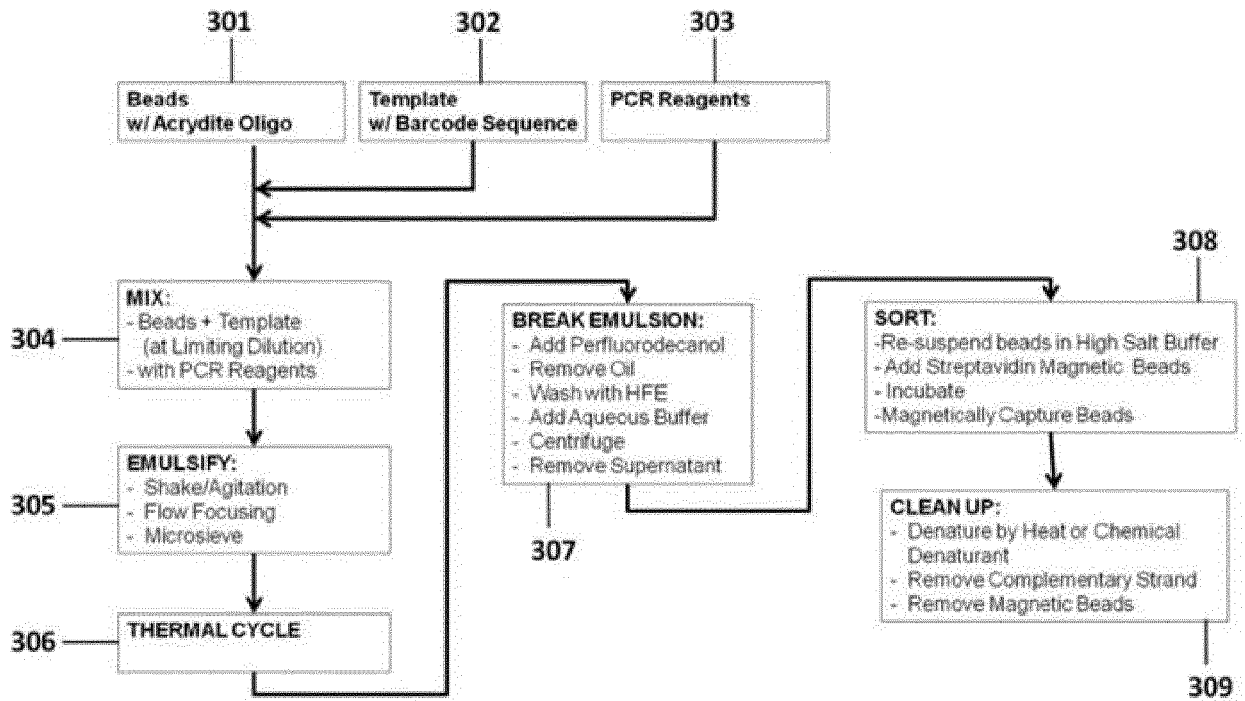 301
302
303
Beads
w/ Acrydite Oligo
Template
w/ Barcode Sequence
PCR Reagents
304
MIX:
- Beads + Template
(at Limiting Dilution)
- with PCR Reagents
305
EMULSIFY:
- Shake/Agitation
- Flow Focusing
- Microsieve
306
THERMAL CYCLE
BREAK EMULSION:
- Add Perfluorodecanol
- Remove Oil
- Wash with HFE
- Add Aqueous Buffer
- Centrifuge
- Remove Supernatant
307
308
SORT:
-Re-suspend beads in High Salt Buffer
- Add Streptavidin Magnetic Beads
- Incubate
-Magnetically Capture Beads
CLEAN UP:
- Denature by Heat or Chemical
Denaturant
- Remove Complementary Strand
- Remove Magnetic Beads
309